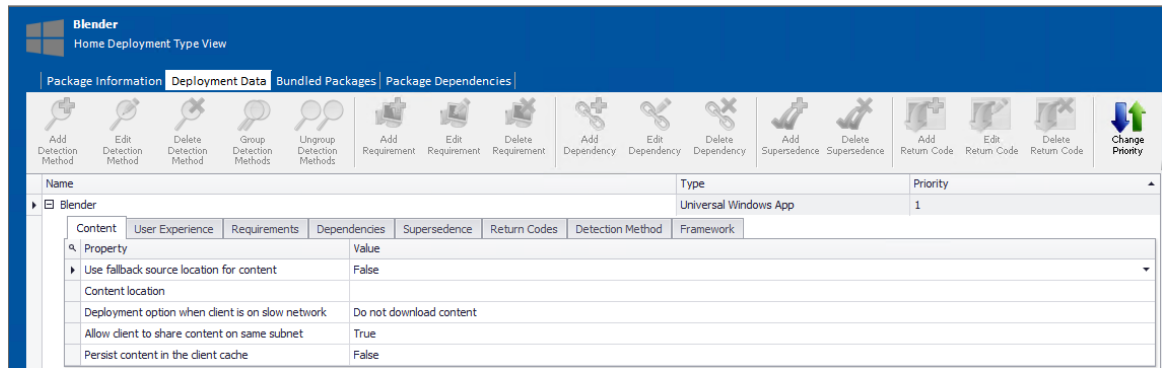 Blender
Home Deployment Type View
Package Information Deployment Data Bundled Packages Package Dependencies
Add Detection Method
Edit Detection Method
Delete Detection Method
Group Detection Methods
Ungroup Detection Methods
Add Requirement
Edit Requirement
Delete Requirement
Add Dependency
Edit Dependency
Delete Dependency
Add Supersedence
Delete Supersedence
Add Return Code
Edit Return Code
Delete Return Code
Change Priority
Name Type Priority
Blender Universal Windows App 1
Content User Experience Requirements Dependencies Supersedence Return Codes Detection Method Framework
Property Value
Use fallback source location for content False
Content location
Deployment option when client is on slow network Do not download content
Allow client to share content on same subnet True
Persist content in the client cache False